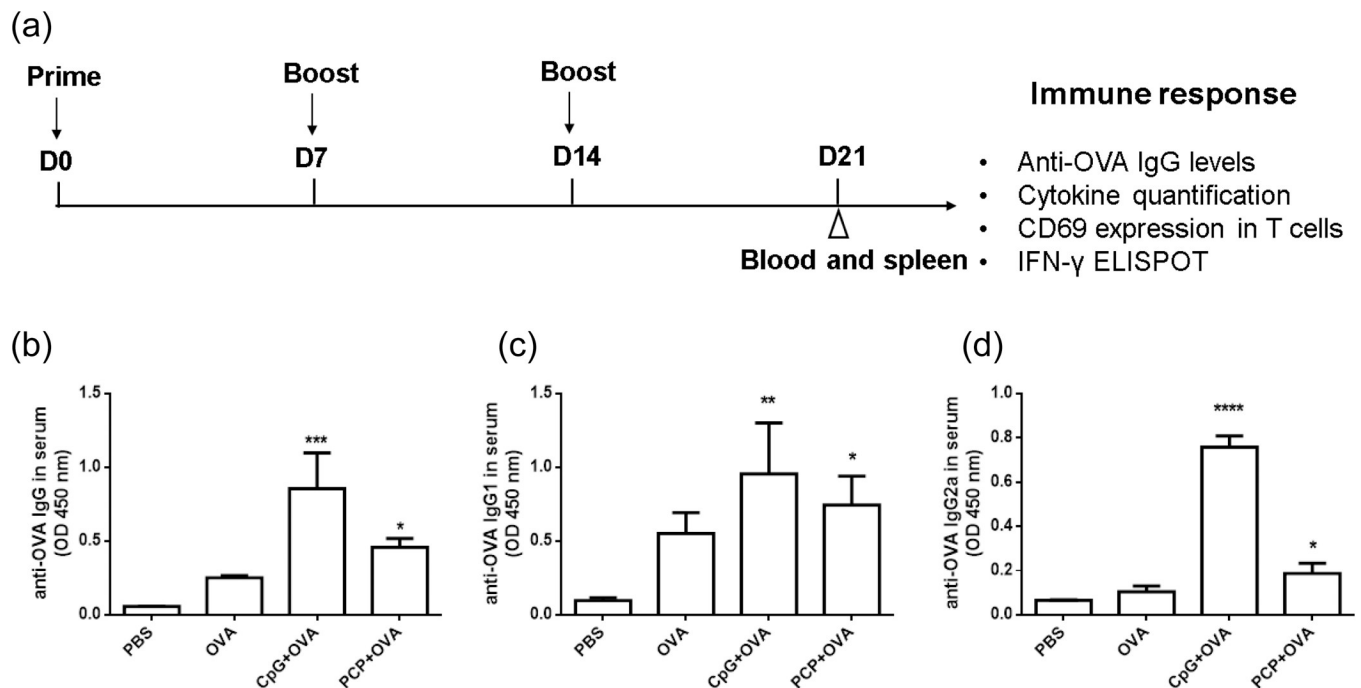 (a)
Prime
Boost
Boost
D0
D7
D14
D21
Blood and spleen
Immune response
• Anti-OVA IgG levels
• Cytokine quantification
• CD69 expression in T cells
• IFN-γ ELISPOT
(b)
anti-OVA IgG in serum
(OD 450 nm)
1.5
1.0
0.5
0.0
***
*
PBS
OVA
CpG+OVA
PCP+OVA
(c)
anti-OVA IgG1 in serum
(OD 450 nm)
1.5
1.0
0.5
0.0
**
*
PBS
OVA
CpG+OVA
PCP+OVA
(d)
anti-OVA IgG2a in serum
(OD 450 nm)
1.0
0.8
0.6
0.4
0.2
0.0
****
*
PBS
OVA
CpG+OVA
PCP+OVA